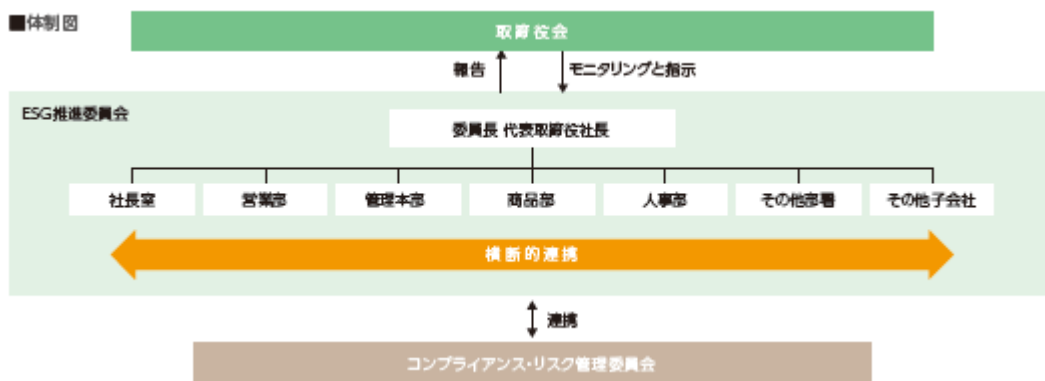 ■体制図
取締役会
報告
モニタリングと指示
ESG推進委員会
委員長 代表取締役社長
社長室
営業部
管理本部
商品部
人事部
その他部署
その他子会社
横断的連携
連携
コンプライアンス・リスク管理委員会